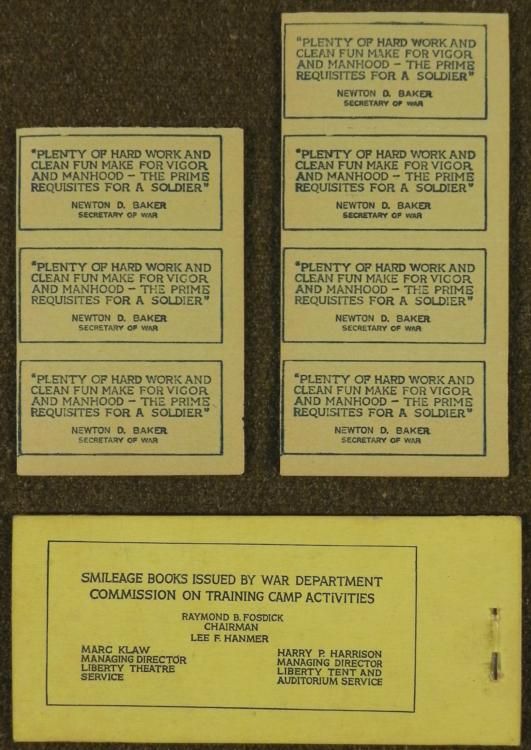 "PLENTY OF HARD WORK AND
CLEAN FUN MAKE FOR VIGOR
AND MANHOOD – THE PRIME
REQUISITES FOR A SOLDIER"
NEWTON D. BAKER
SECRETARY OF WAR
"PLENTY OF HARD WORK AND
CLEAN FUN MAKE FOR VIGOR
AND MANHOOD – THE PRIME
REQUISITES FOR A SOLDIER"
NEWTON D. BAKER
SECRETARY OF WAR
"PLENTY OF HARD WORK AND
CLEAN FUN MAKE FOR VIGOR
AND MANHOOD – THE PRIME
REQUISITES FOR A SOLDIER"
NEWTON D. BAKER
SECRETARY OF WAR
"PLENTY OF HARD WORK AND
CLEAN FUN MAKE FOR VIGOR
AND MANHOOD – THE PRIME
REQUISITES FOR A SOLDIER"
NEWTON D. BAKER
SECRETARY OF WAR
"PLENTY OF HARD WORK AND
CLEAN FUN MAKE FOR VIGOR
AND MANHOOD – THE PRIME
REQUISITES FOR A SOLDIER"
NEWTON D. BAKER
SECRETARY OF WAR
"PLENTY OF HARD WORK AND
CLEAN FUN MAKE FOR VIGOR
AND MANHOOD – THE PRIME
REQUISITES FOR A SOLDIER"
NEWTON D. BAKER
SECRETARY OF WAR
"PLENTY OF HARD WORK AND
CLEAN FUN MAKE FOR VIGOR
AND MANHOOD – THE PRIME
REQUISITES FOR A SOLDIER"
NEWTON D. BAKER
SECRETARY OF WAR
SMILEAGE BOOKS ISSUED BY WAR DEPARTMENT
COMMISSION ON TRAINING CAMP ACTIVITIES
RAYMOND B. FOSDICK
CHAIRMAN
LEE F. HANMER
MARC KLAW
MANAGING DIRECTOR
LIBERTY THEATRE
SERVICE
HARRY P. HARRISON
MANAGING DIRECTOR
LIBERTY TENT AND
AUDITORIUM SERVICE